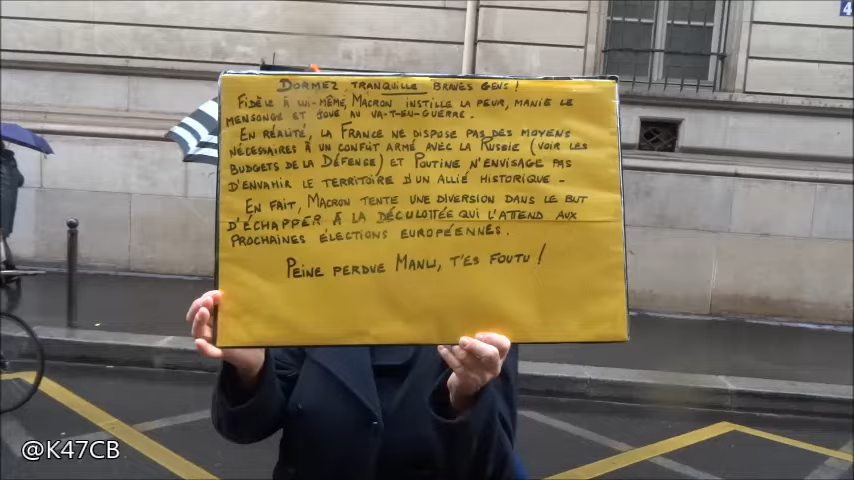 DORMEZ TRANQUILLE BRAVES GENS !
FIDÈLE À LUI-MÊME, MACRON INSTILLE LA PEUR, MANIE LE
MENSONGE ET JOUE AU VA-T-EN-GUERRE.
EN RÉALITÉ, LA FRANCE NE DISPOSE PAS DES MOYENS
NÉCESSAIRES À UN CONFLIT ARMÉ AVEC LA RUSSIE (VOIR LES
BUDGETS DE LA DÉFENSE) ET POUTINE N'ENVISAGE PAS
D'ENVAHIR LE TERRITOIRE D'UN ALLIÉ HISTORIQUE.
EN FAIT, MACRON TENTE UNE DIVERSION DANS LE BUT
D'ÉCHAPPER À LA DÉCULOTTÉE QUI L'ATTEND AUX
PROCHAINES ÉLECTIONS EUROPÉENNES.
PEINE PERDUE MANU, T'ES FOUTU !
4
@K47CB